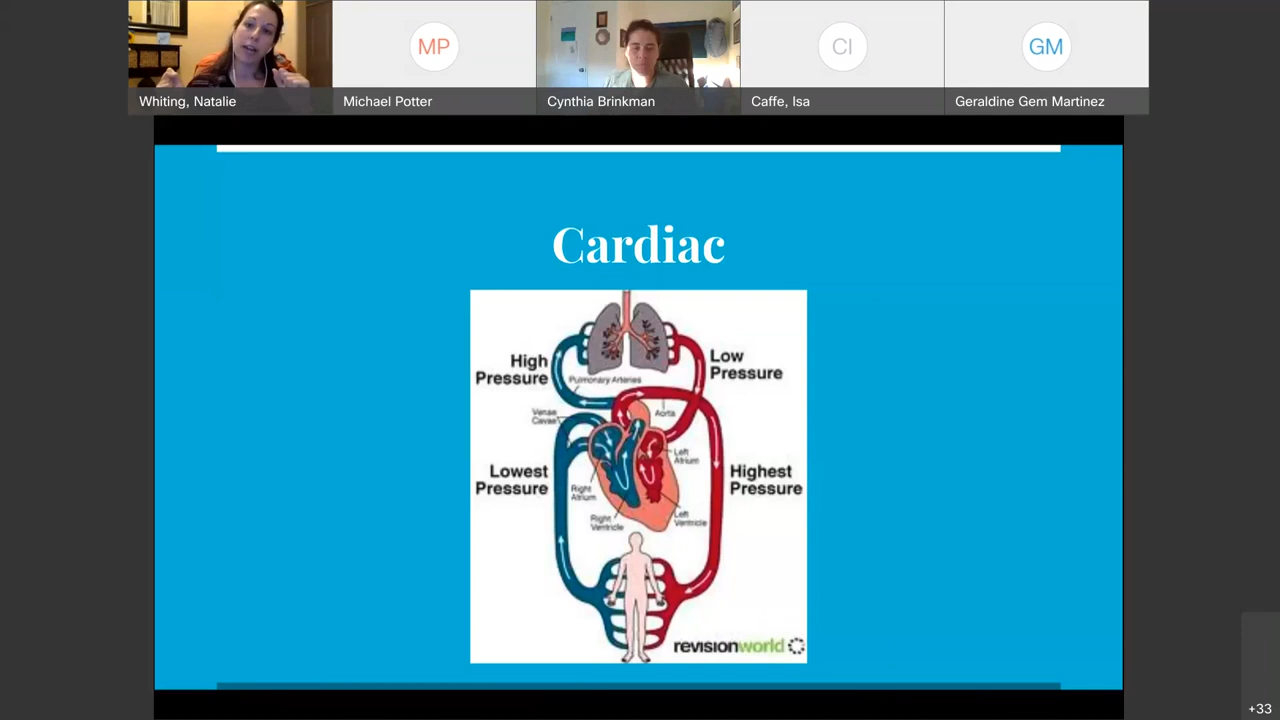 MP
CI
GM
Whiting, Natalie
Michael Potter
Cynthia Brinkman
Caffe, Isa
Geraldine Gem Martinez
Cardiac
High
Pressure
Low
Pressure
Pulmonary Arteries
Venae
Cavae
Aorta
Left
Atrium
Lowest
Pressure
Highest
Pressure
Right
Atrium
Right
Ventricle
Left
Ventricle
revisionworld
+33